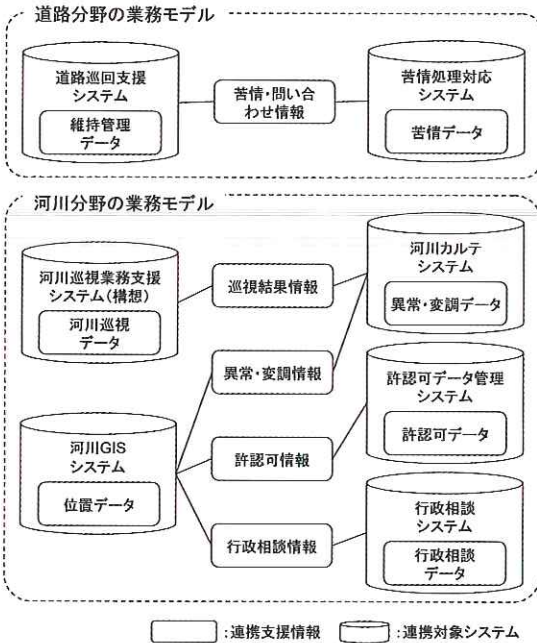 道路分野の業務モデル
道路巡回支援
システム
維持管理
データ
苦情・問い合
わせ情報
苦情処理対応
システム
苦情データ
河川分野の業務モデル
河川巡視業務支援
システム(構想)
河川巡視
データ
巡視結果情報
河川カルテ
システム
異常・変調データ
異常・変調情報
許認可データ管理
システム
許認可データ
河川GIS
システム
位置データ
許認可情報
行政相談情報
行政相談
システム
行政相談
データ
:連携支援情報
:連携対象システム